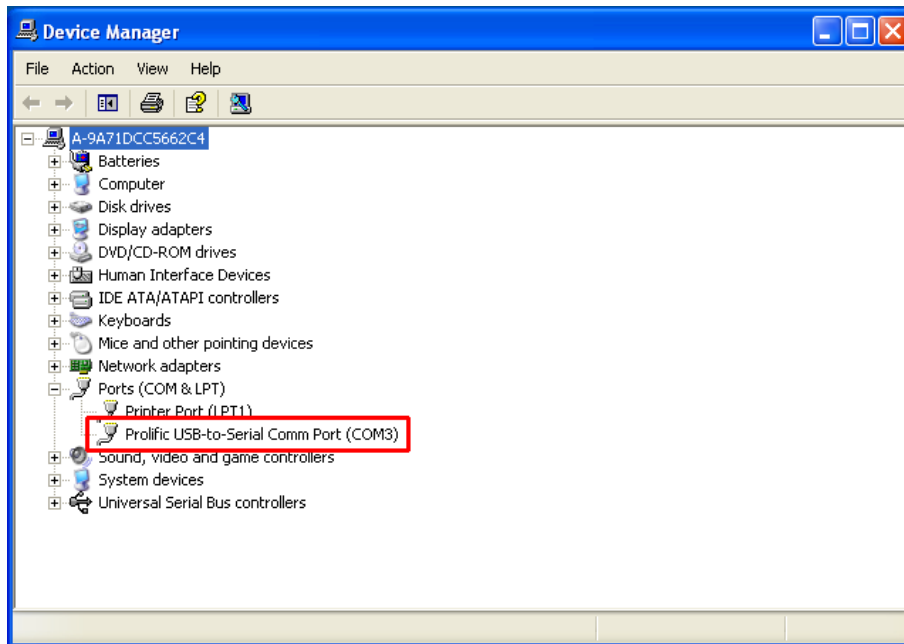 Device Manager
File Action View Help
A-9A71DCC5662C4
Batteries
Computer
Disk drives
Display adapters
DVD/CD-ROM drives
Human Interface Devices
IDE ATA/ATAPI controllers
Keyboards
Mice and other pointing devices
Network adapters
Ports (COM & LPT)
Printer Port (LPT1)
Prolific USB-to-Serial Comm Port (COM3)
Sound, video and game controllers
System devices
Universal Serial Bus controllers